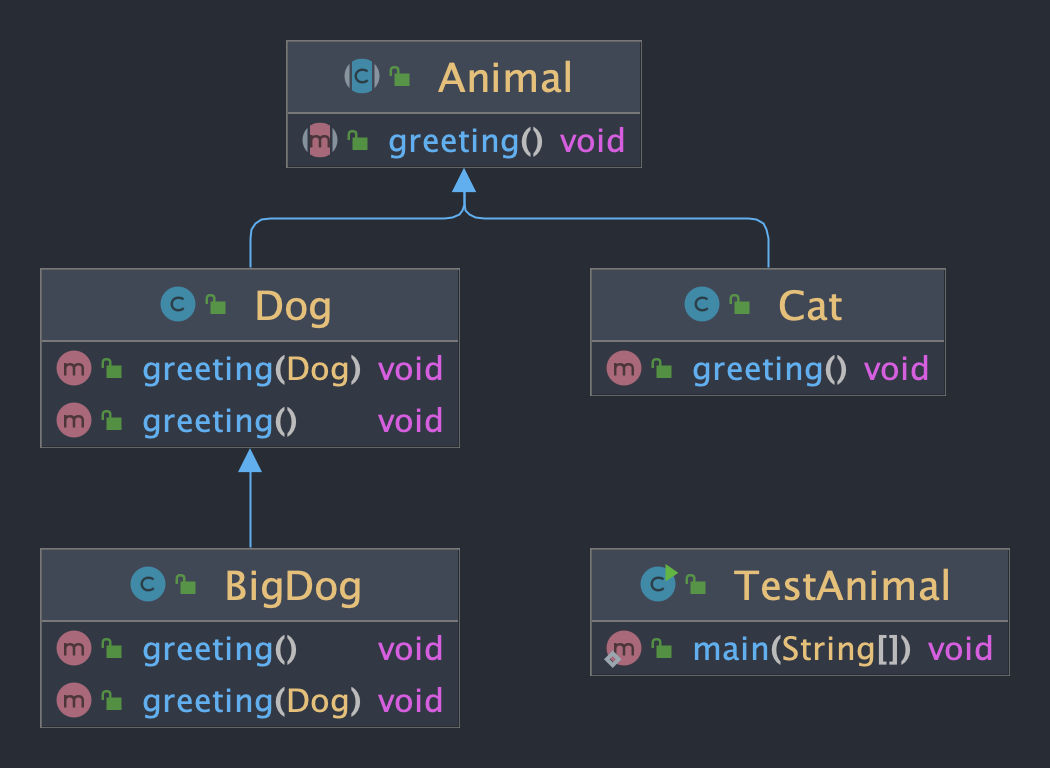 Animal
greeting() void
Dog
greeting(Dog) void
greeting() void
Cat
greeting() void
BigDog
greeting() void
greeting(Dog) void
TestAnimal
main(String[]) void